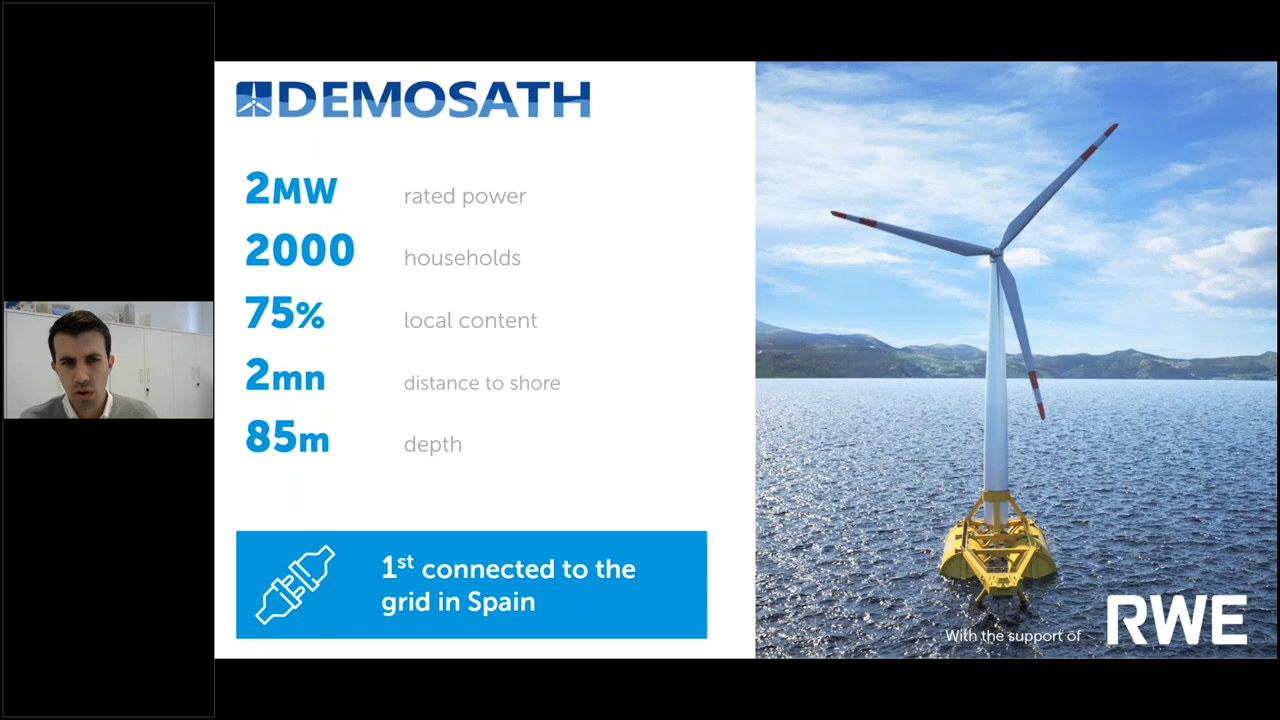 DEMOSATH
2MW rated power
2000 households
75% local content
2mn distance to shore
85m depth
1st connected to the
grid in Spain
With the support of RWE